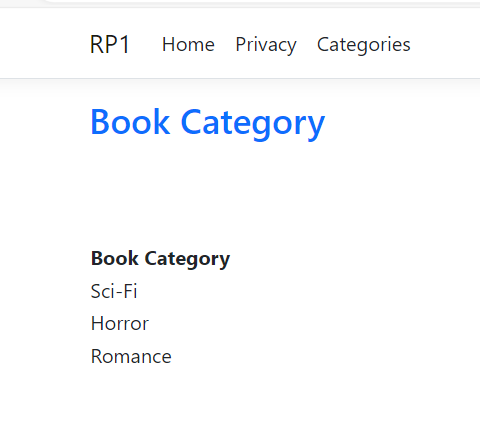 RP1 Home Privacy Categories
Book Category
Book Category
Sci-Fi
Horror
Romance